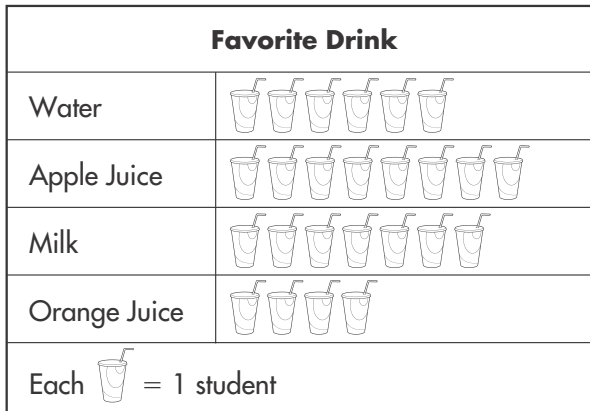 Favorite Drink
Water
Apple Juice
Milk
Orange Juice
Each = 1 student